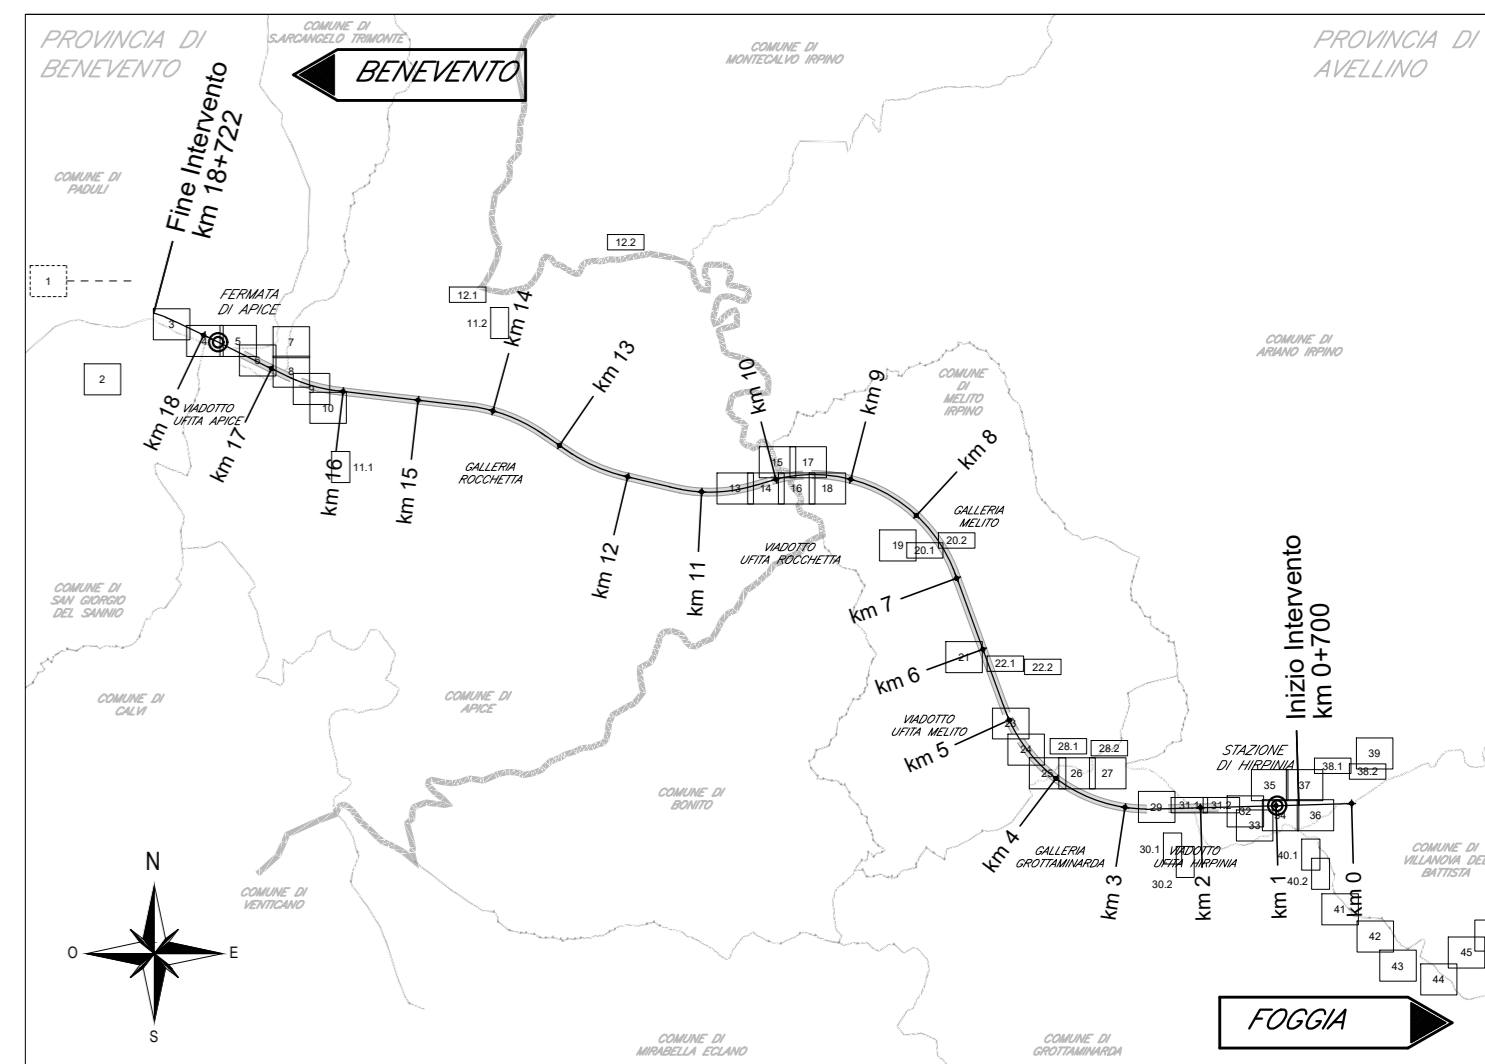 PROVINCIA DI
BENEVENTO
COMUNE DI
S.ARCANGELO TRIMONTE
BENEVENTO
COMUNE DI
MONTECALVO IRPINO
PROVINCIA DI
AVELLINO
Fine Intervento
km 18+722
COMUNE DI
PADULI
1
2
3
FERMATA
DI APICE
4
5
6
7
8
9
10
VIADOTTO
UFITA APICE
km 18
km 17
km 16
11.1
km 15
12.1
11.2
12.2
km 14
km 13
GALLERIA
ROCCHETTA
km 12
km 11
km 10
13
14
15
16
17
18
km 9
VIADOTTO
UFITA ROCCHETTA
COMUNE
DI
MELITO
IRPINO
COMUNE DI
ARIANO IRPINO
km 8
GALLERIA
MELITO
19
20.1
20.2
km 7
COMUNE DI
SAN GIORGIO
DEL SANNIO
COMUNE DI
CALVI
COMUNE DI
APICE
21
22.1
22.2
km 6
VIADOTTO
UFITA MELITO
23
km 5
24
25
26
27
28.1
28.2
km 4
Inizio Intervento
km 0+700
STAZIONE
DI HIRPINIA
COMUNE DI
BONITO
GALLERIA
GROTTAMINARDA
km 3
29
30.1
30.2
31.1
31.2
VIADOTTO
UFITA HIRPINIA
km 2
32
33
34
35
36
37
38.1
38.2
39
km 1
40.1
40.2
km 0
COMUNE DI
VILLANOVA DEL
BATTISTA
41
42
43
44
45
COMUNE DI
VENTICANO
N
O
E
S
FOGGIA
COMUNE DI
MIRABELLA ECLANO
COMUNE DI
GROTTAMINARDA